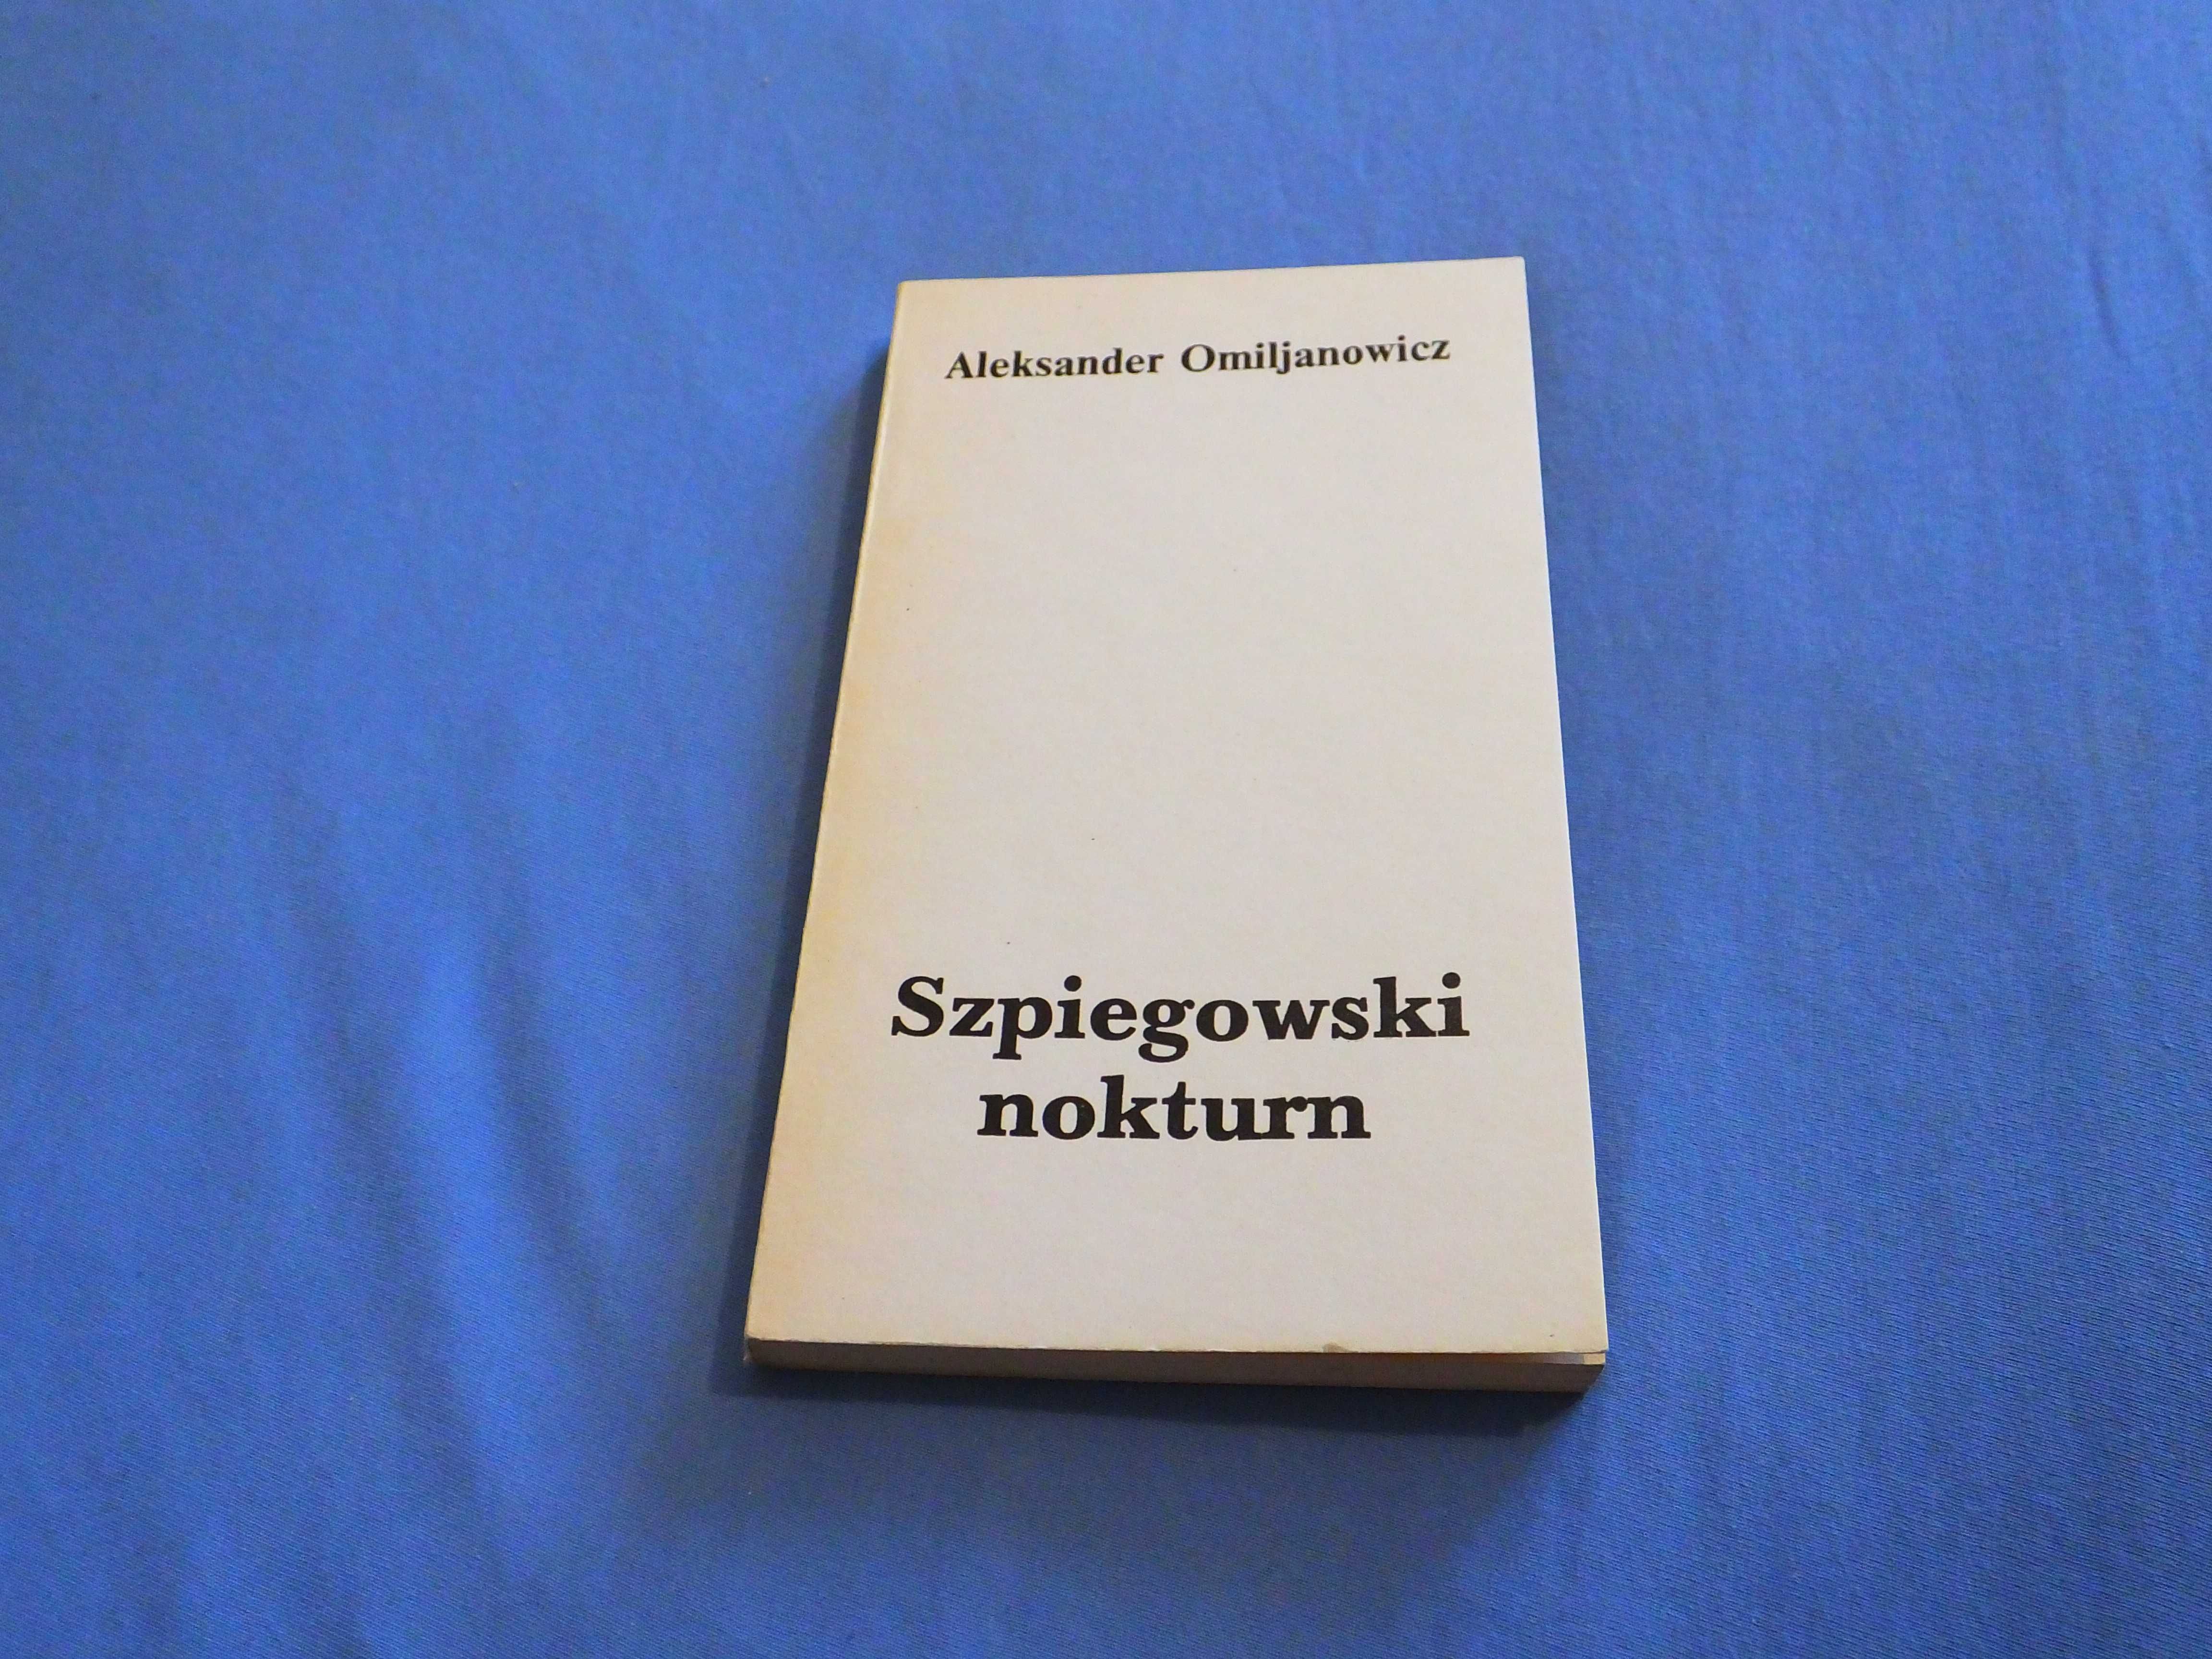 Aleksander Omiljanowicz
Szpiegowski
nokturn